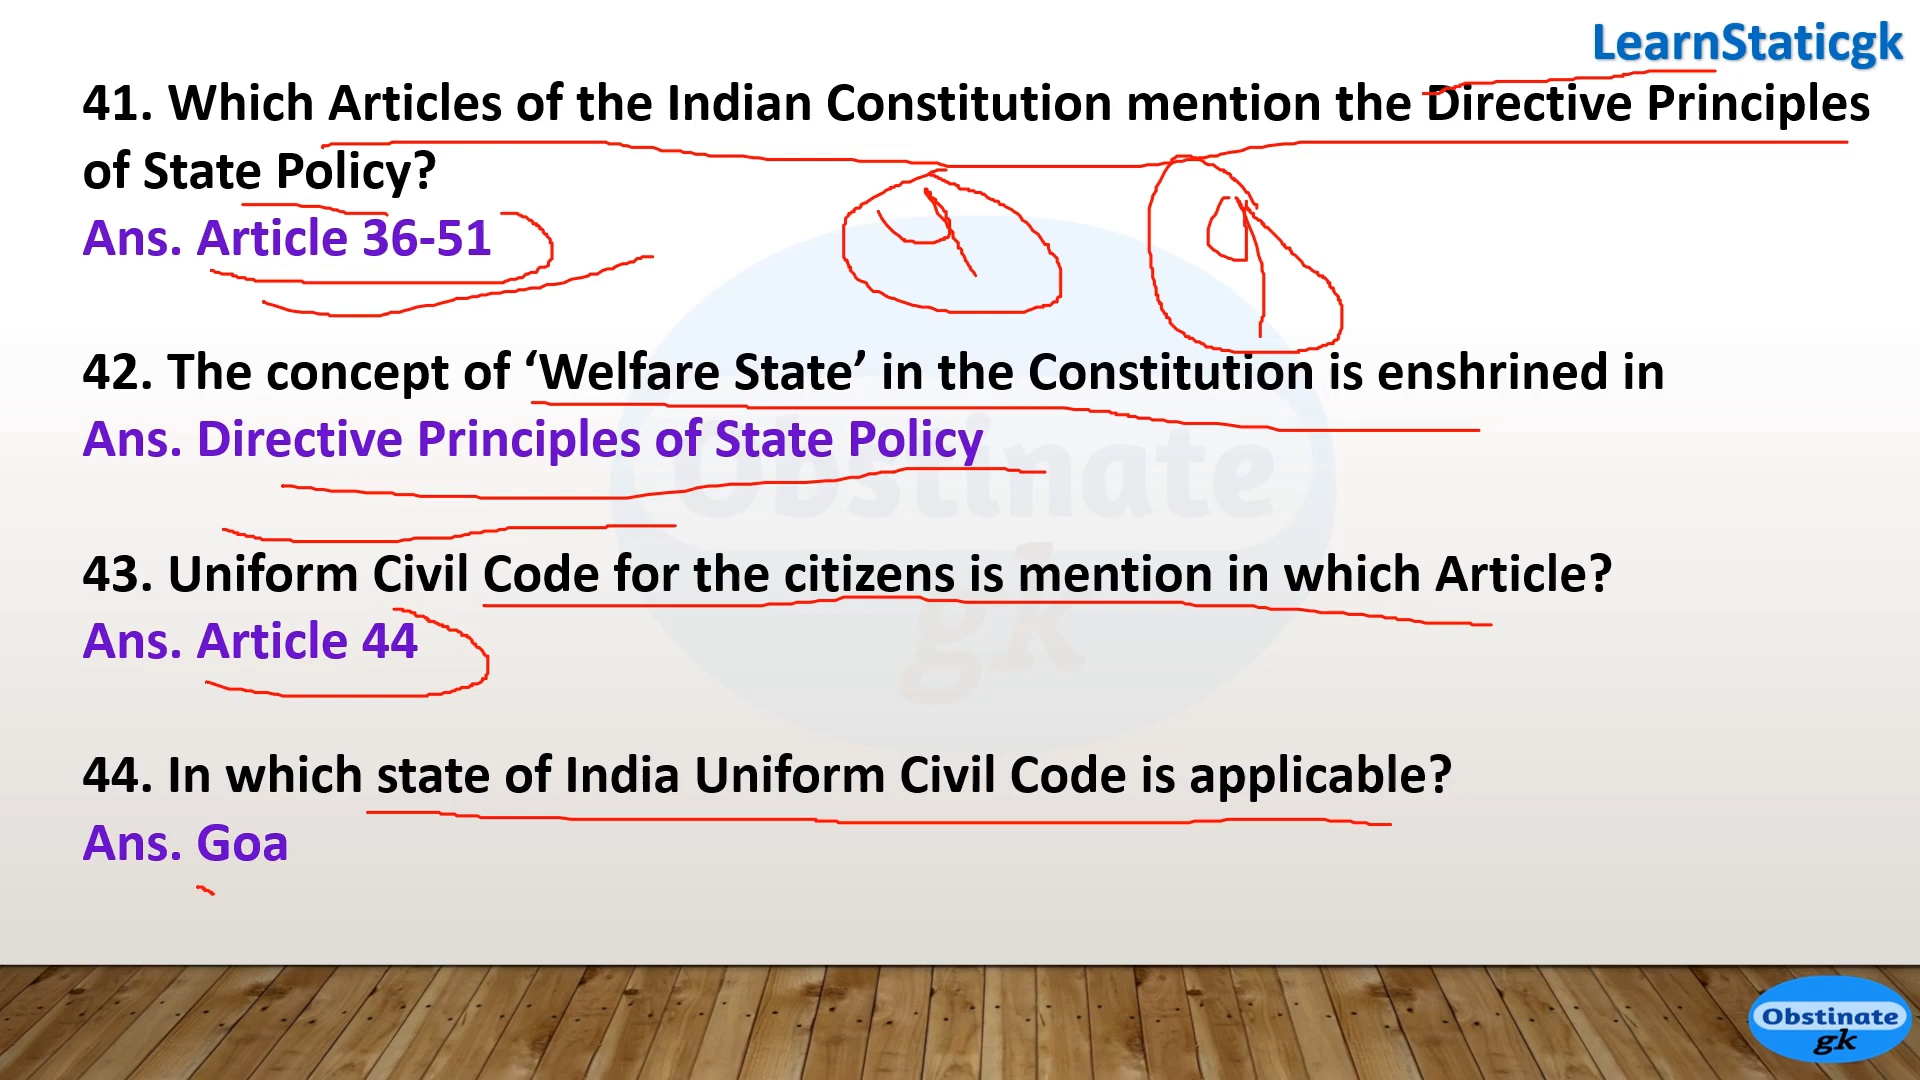 LearnStaticgk
41. Which Articles of the Indian Constitution mention the Directive Principles
of State Policy?
Ans. Article 36-51
42. The concept of ‘Welfare State’ in the Constitution is enshrined in
Ans. Directive Principles of State Policy
43. Uniform Civil Code for the citizens is mention in which Article?
Ans. Article 44
44. In which state of India Uniform Civil Code is applicable?
Ans. Goa
Obstinate
gk
Obstinate
gk